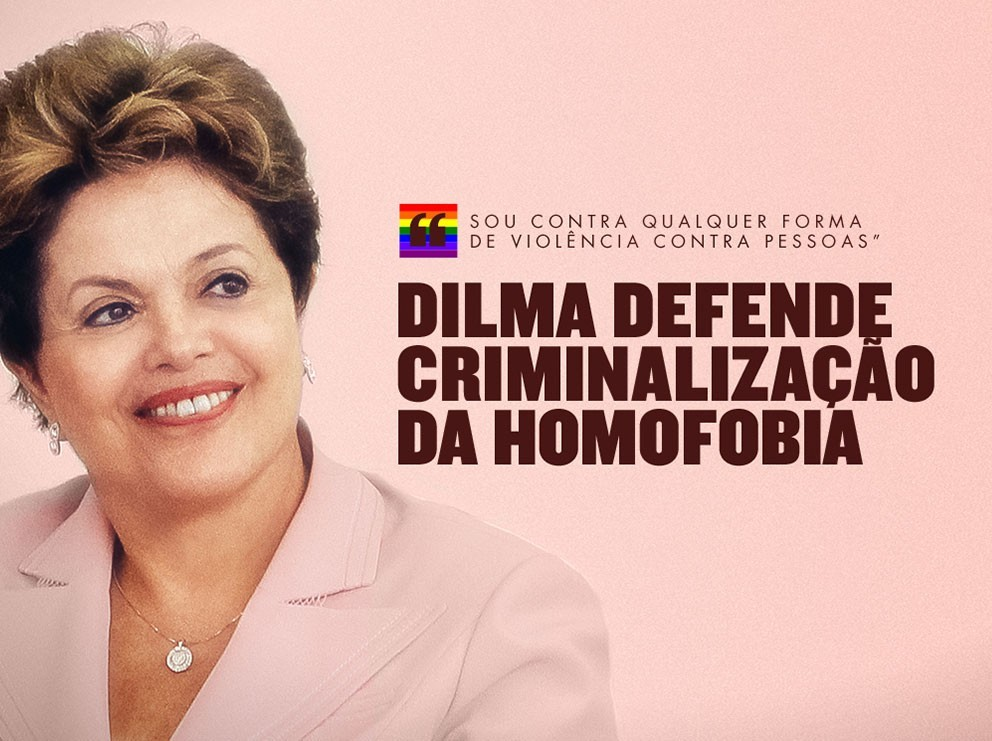 “ SOU CONTRA QUALQUER FORMA
DE VIOLÊNCIA CONTRA PESSOAS”
DILMA DEFENDE
CRIMINALIZAÇÃO
DA HOMOFOBIA